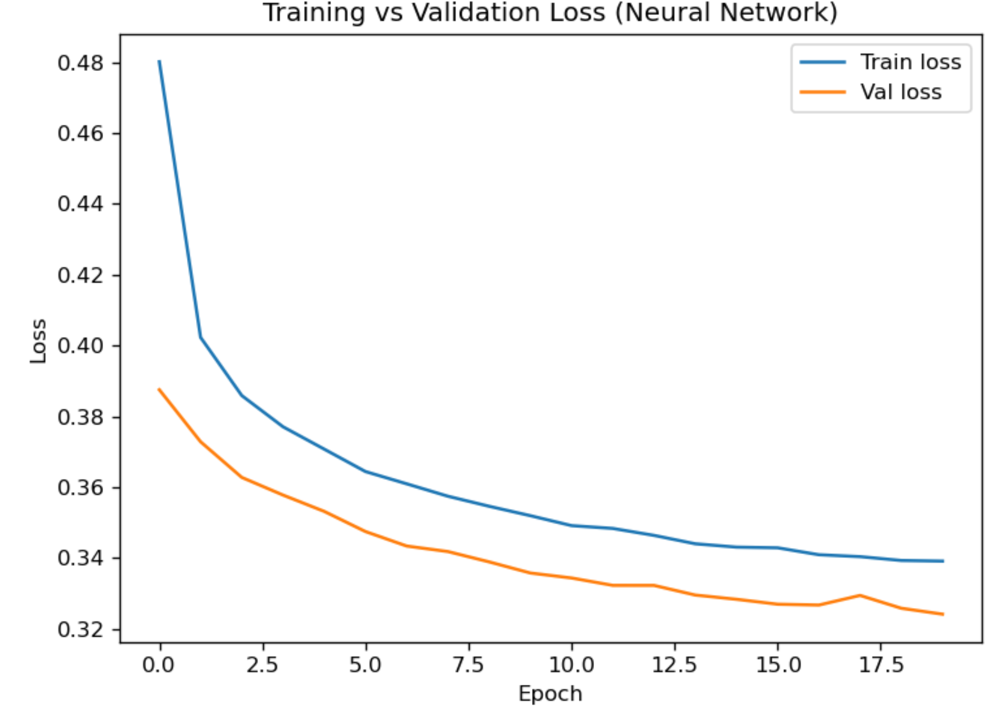 Training vs Validation Loss (Neural Network)
Train loss
Val loss
0.48
0.46
0.44
0.42
0.40
0.38
0.36
0.34
0.32
Loss
0.0 2.5 5.0 7.5 10.0 12.5 15.0 17.5
Epoch